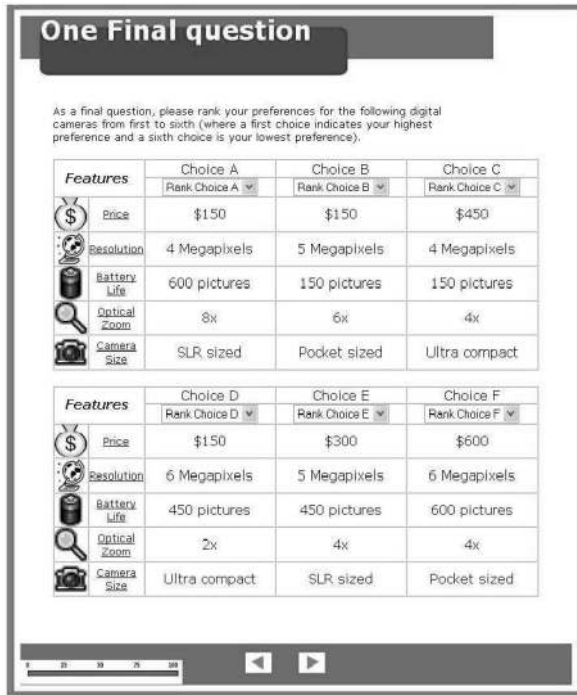 One Final question
As a final question, please rank your preferences for the following digital
cameras from first to sixth (where a first choice indicates your highest
preference and a sixth choice is your lowest preference).
Features Choice A Choice B Choice C
Rank Choice A Rank Choice B Rank Choice C
$ Price $150 $150 $450
Resolution 4 Megapixels 5 Megapixels 4 Megapixels
Battery Life 600 pictures 150 pictures 150 pictures
Optical Zoom 8x 6x 4x
Camera Size SLR sized Pocket sized Ultra compact
Features Choice D Choice E Choice F
Rank Choice D Rank Choice E Rank Choice F
$ Price $150 $300 $600
Resolution 6 Megapixels 5 Megapixels 6 Megapixels
Battery Life 450 pictures 450 pictures 600 pictures
Optical Zoom 2x 4x 4x
Camera Size Ultra compact SLR sized Pocket sized